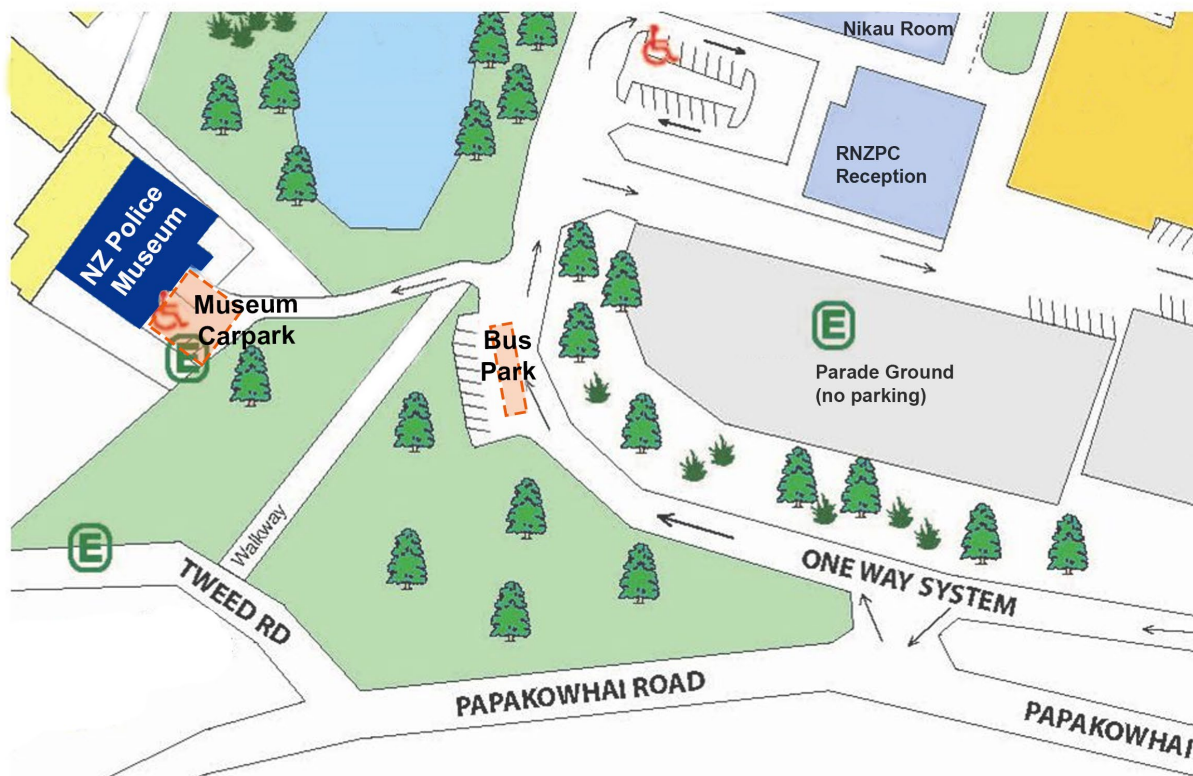 Nikau Room
RNZPC
Reception
NZ Police
Museum
Museum
Carpark
Bus
Park
E
E
Parade Ground
(no parking)
Walkway
E
TWEED RD
ONE WAY SYSTEM
PAPAKOWHAI ROAD
PAPAKOWHAI